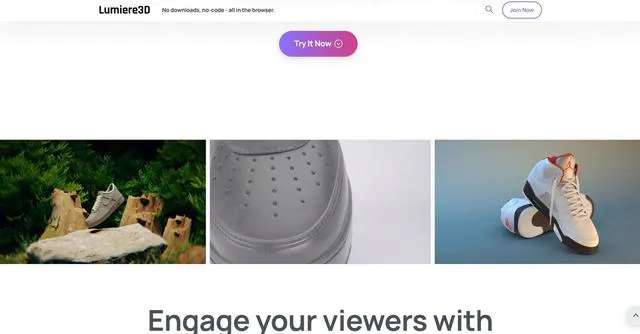 Lumiere3D
No downloads, no-code - all in the browser.
Join Now
Try It Now
Engage your viewers with